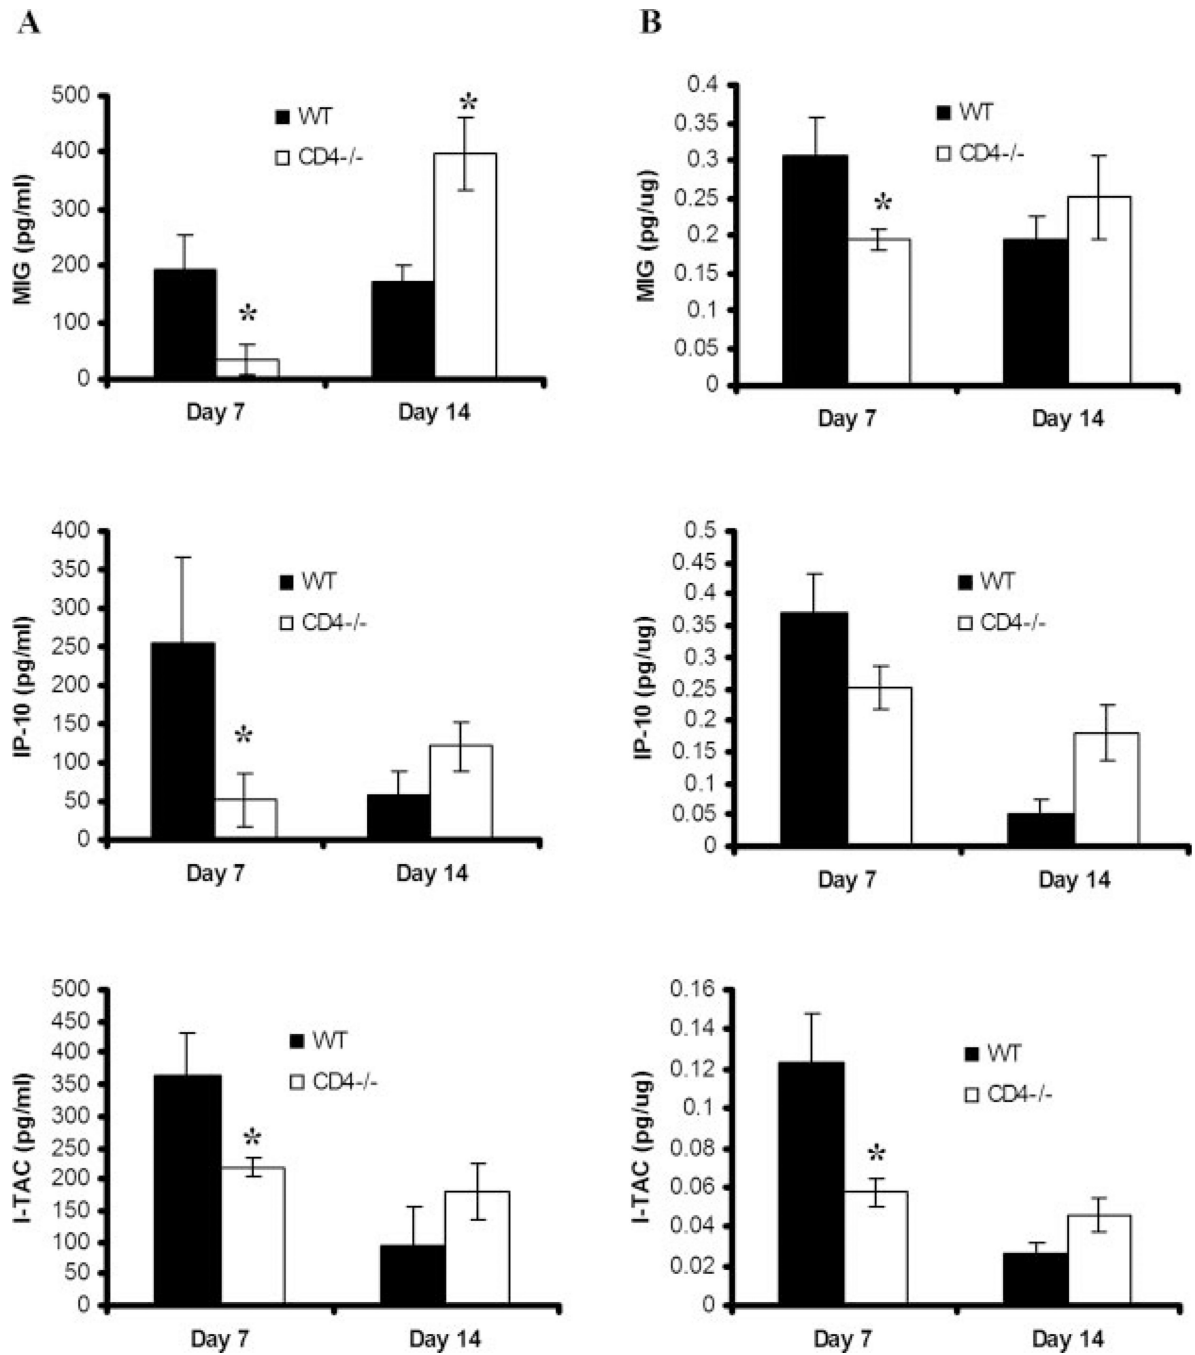 A
500
400
300
200
100
0
MIG (pg/ml)
WT
CD4-/-
*
*
Day 7
Day 14
400
350
300
250
200
150
100
50
0
IP-10 (pg/ml)
WT
CD4-/-
*
Day 7
Day 14
500
450
400
350
300
250
200
150
100
50
0
I-TAC (pg/ml)
WT
CD4-/-
*
Day 7
Day 14
B
0.4
0.35
0.3
0.25
0.2
0.15
0.1
0.05
0
MIG (pg/ug)
WT
CD4-/-
*
Day 7
Day 14
0.5
0.45
0.4
0.35
0.3
0.25
0.2
0.15
0.1
0.05
0
IP-10 (pg/ug)
WT
CD4-/-
Day 7
Day 14
0.16
0.14
0.12
0.1
0.08
0.06
0.04
0.02
0
I-TAC (pg/ug)
WT
CD4-/-
*
Day 7
Day 14